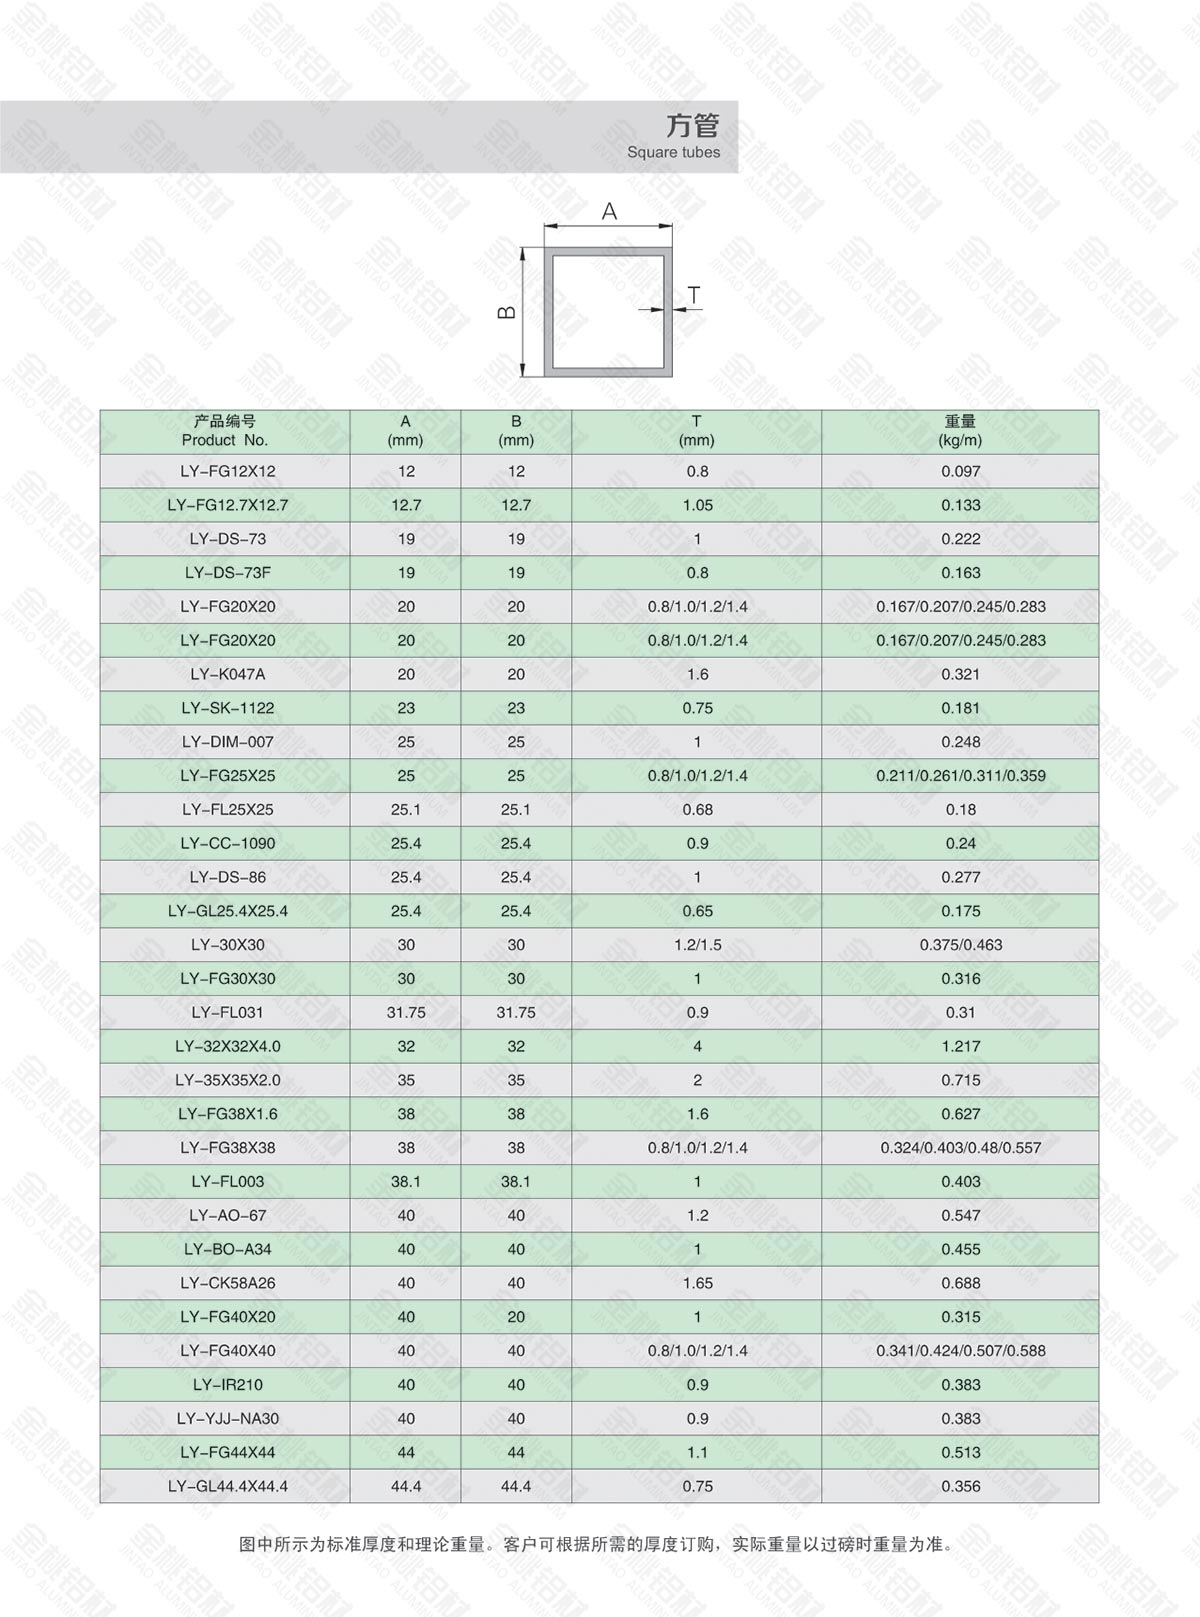 方管
Square tubes
A
B
T
产品编号 A B T 重量
Product No. (mm) (mm) (mm) (kg/m)
LY-FG12X12 12 12 0.8 0.097
LY-FG12.7X12.7 12.7 12.7 1.05 0.133
LY-DS-73 19 19 1 0.222
LY-DS-73F 19 19 0.8 0.163
LY-FG20X20 20 20 0.8/1.0/1.2/1.4 0.167/0.207/0.245/0.283
LY-FG20X20 20 20 0.8/1.0/1.2/1.4 0.167/0.207/0.245/0.283
LY-K047A 20 20 1.6 0.321
LY-SK-1122 23 23 0.75 0.181
LY-DIM-007 25 25 1 0.248
LY-FG25X25 25 25 0.8/1.0/1.2/1.4 0.211/0.261/0.311/0.359
LY-FL25X25 25.1 25.1 0.68 0.18
LY-CC-1090 25.4 25.4 0.9 0.24
LY-DS-86 25.4 25.4 1 0.277
LY-GL25.4X25.4 25.4 25.4 0.65 0.175
LY-30X30 30 30 1.2/1.5 0.375/0.463
LY-FG30X30 30 30 1 0.316
LY-FL031 31.75 31.75 0.9 0.31
LY-32X32X4.0 32 32 4 1.217
LY-35X35X2.0 35 35 2 0.715
LY-FG38X1.6 38 38 1.6 0.627
LY-FG38X38 38 38 0.8/1.0/1.2/1.4 0.324/0.403/0.48/0.557
LY-FL003 38.1 38.1 1 0.403
LY-AO-67 40 40 1.2 0.547
LY-BO-A34 40 40 1 0.455
LY-CK58A26 40 40 1.65 0.688
LY-FG40X20 40 20 1 0.315
LY-FG40X40 40 40 0.8/1.0/1.2/1.4 0.341/0.424/0.507/0.588
LY-IR210 40 40 0.9 0.383
LY-YJJ-NA30 40 40 0.9 0.383
LY-FG44X44 44 44 1.1 0.513
LY-GL44.4X44.4 44.4 44.4 0.75 0.356
图中所示为标准厚度和理论重量。客户可根据所需的厚度订购，实际重量以过磅时重量为准。
金桃铝材
JINTAO ALUMINIUM